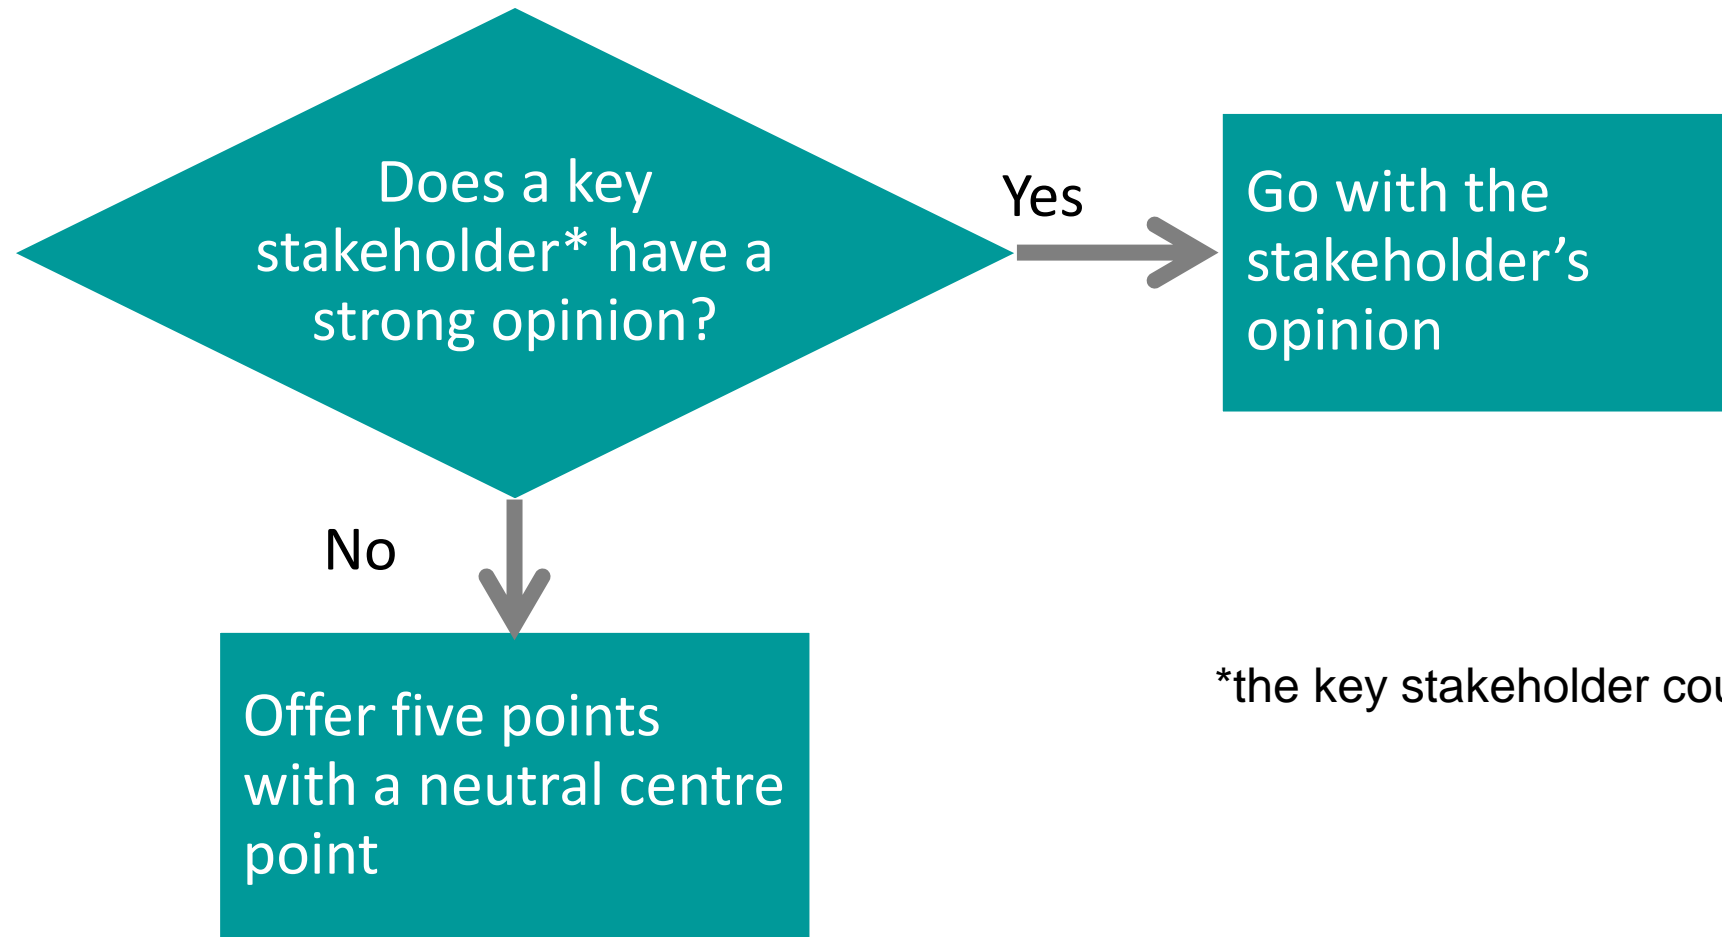 Does a key
stakeholder* have a
strong opinion?
Yes
Go with the
stakeholder’s
opinion
No
Offer five points
with a neutral centre
point
*the key stakeholder